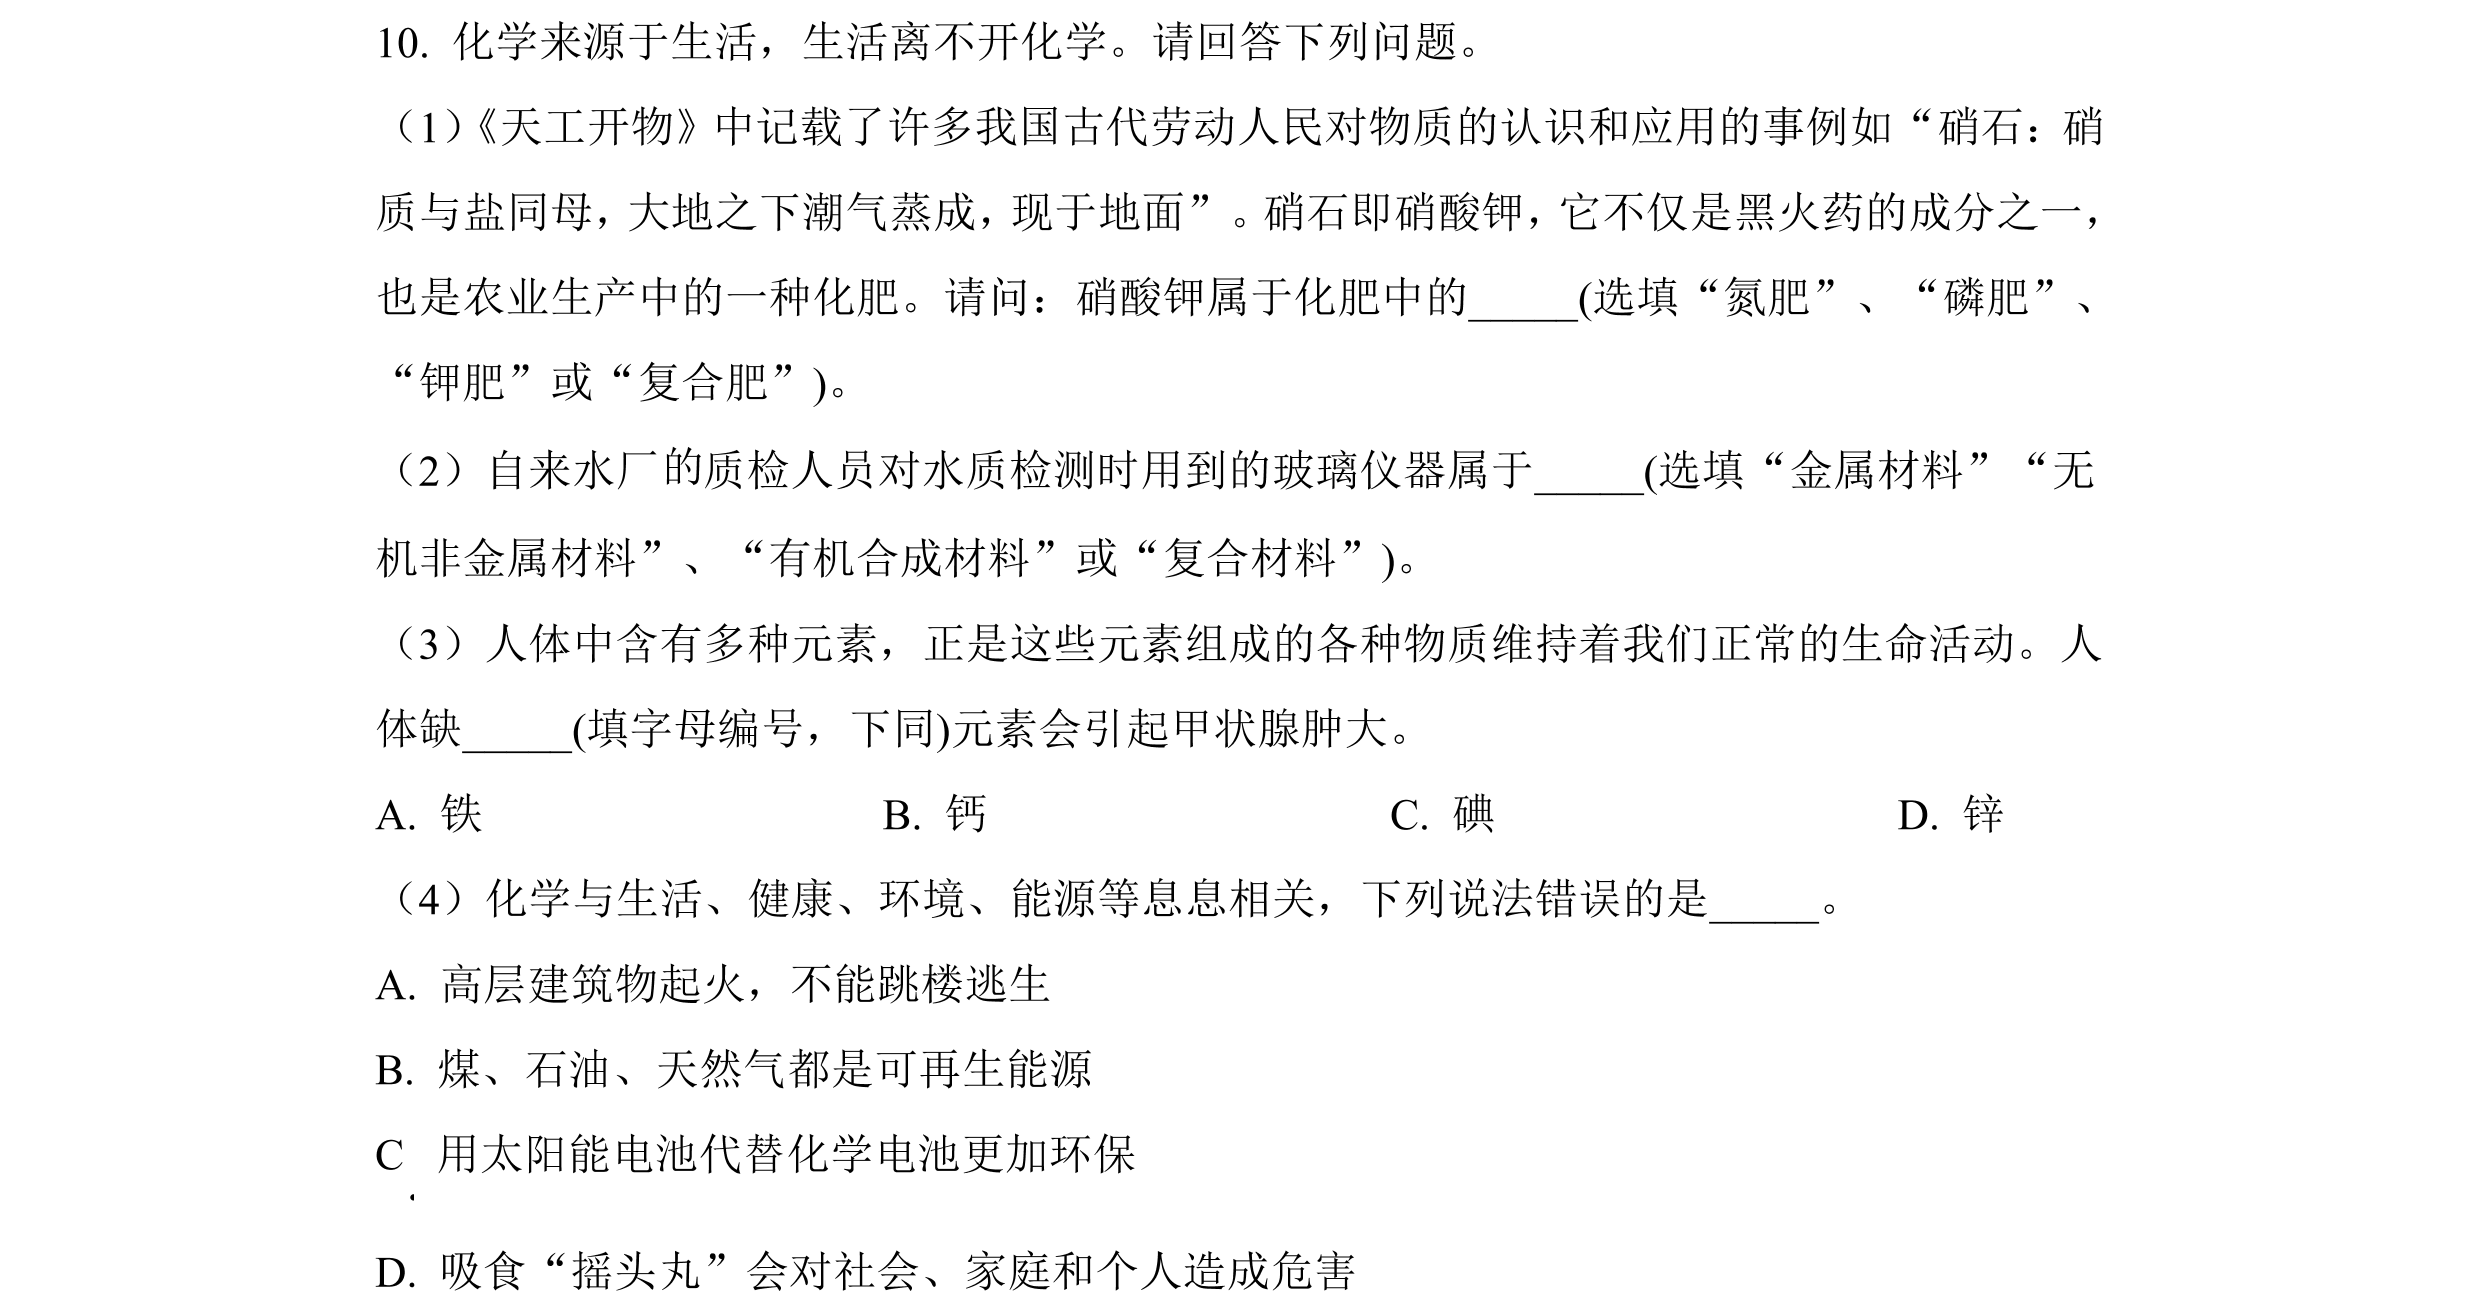 10. 化学来源于生活，生活离不开化学。请回答下列问题。
（1）《天工开物》中记载了许多我国古代劳动人民对物质的认识和应用的事例如“硝石：硝
质与盐同母，大地之下潮气蒸成，现于地面”。硝石即硝酸钾，它不仅是黑火药的成分之一，
也是农业生产中的一种化肥。请问：硝酸钾属于化肥中的_____(选填“氮肥”、“磷肥”、
“钾肥”或“复合肥”)。
（2）自来水厂的质检人员对水质检测时用到的玻璃仪器属于_____(选填“金属材料”“无
机非金属材料”、“有机合成材料”或“复合材料”)。
（3）人体中含有多种元素，正是这些元素组成的各种物质维持着我们正常的生命活动。人
体缺_____(填字母编号，下同)元素会引起甲状腺肿大。
A. 铁 B. 钙 C. 碘 D. 锌
（4）化学与生活、健康、环境、能源等息息相关，下列说法错误的是_____。
A. 高层建筑物起火，不能跳楼逃生
B. 煤、石油、天然气都是可再生能源
C. 用太阳能电池代替化学电池更加环保
D. 吸食“摇头丸”会对社会、家庭和个人造成危害